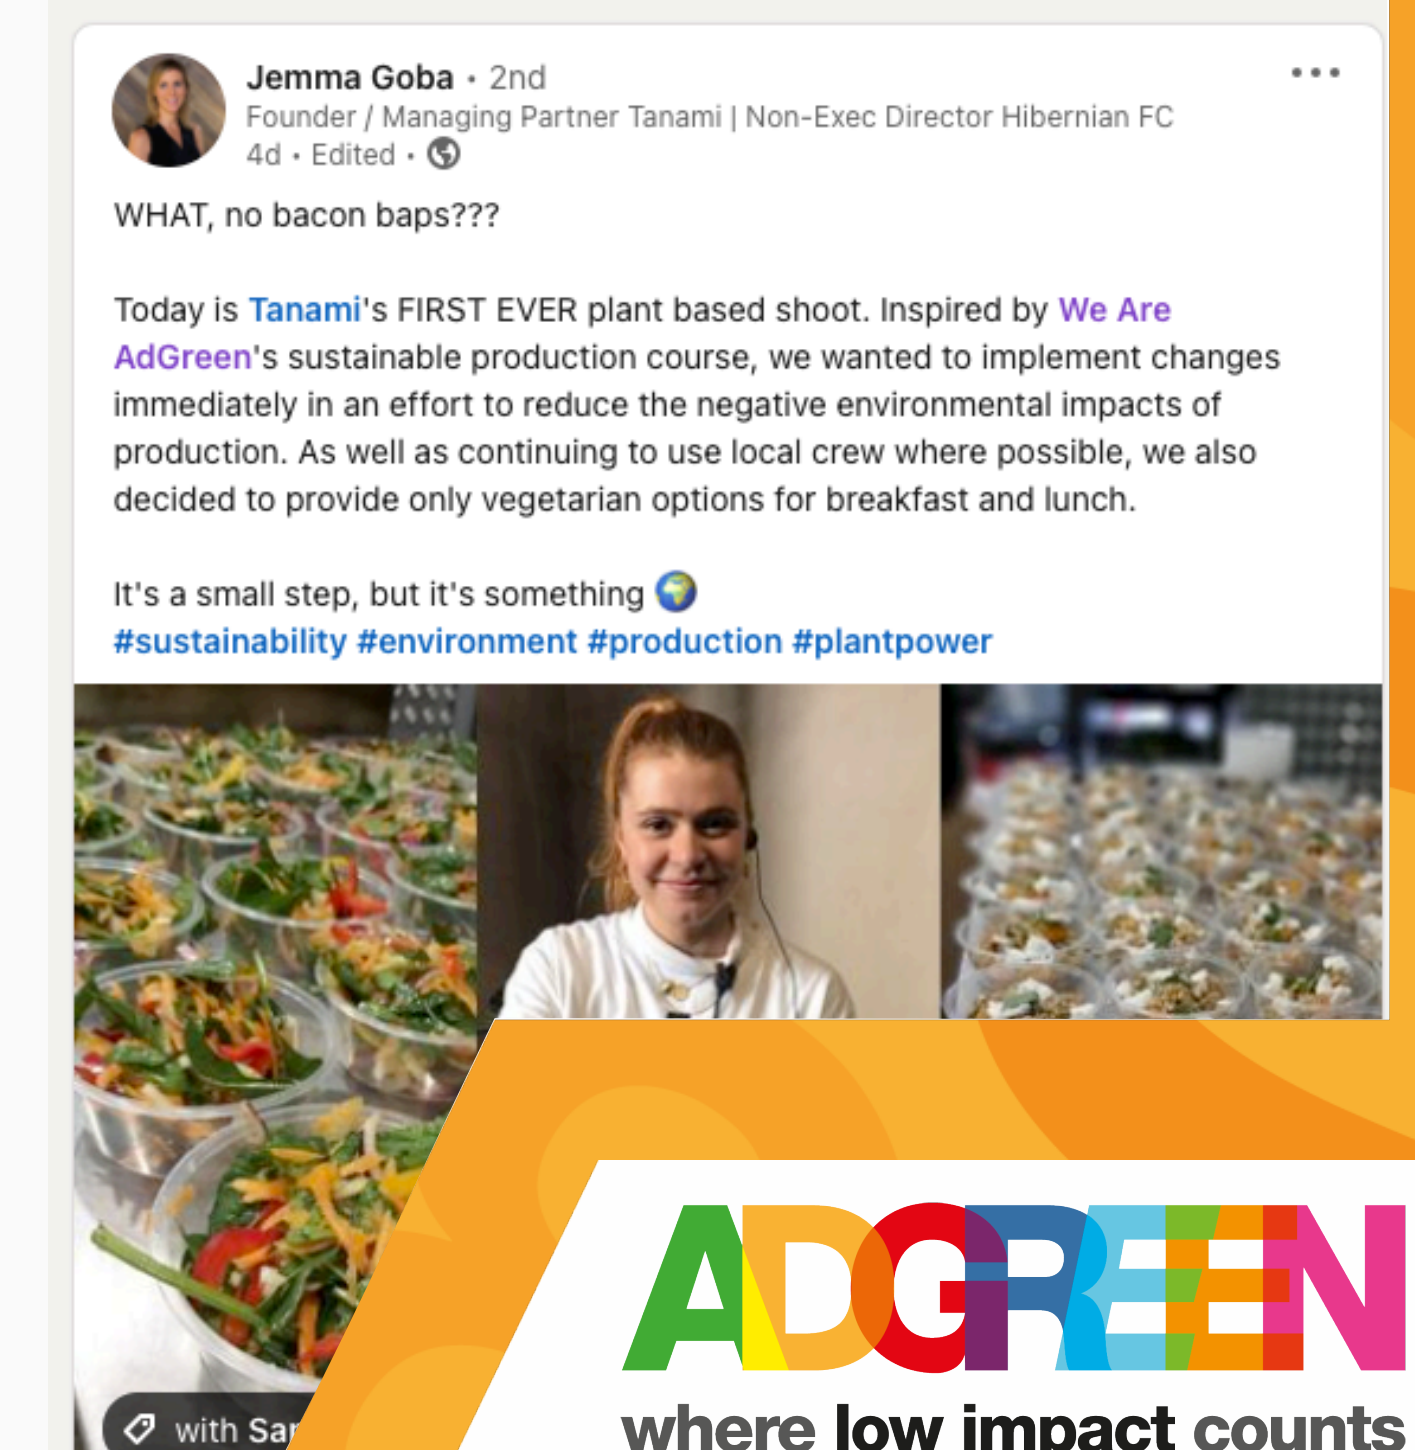 Jemma Goba • 2nd
Founder / Managing Partner Tanami | Non-Exec Director Hibernian FC
4d • Edited •
WHAT, no bacon baps???
Today is Tanami's FIRST EVER plant based shoot. Inspired by We Are
AdGreen's sustainable production course, we wanted to implement changes
immediately in an effort to reduce the negative environmental impacts of
production. As well as continuing to use local crew where possible, we also
decided to provide only vegetarian options for breakfast and lunch.
It's a small step, but it's something 🌍
#sustainability #environment #production #plantpower
with
ADGREEN
where low impact counts